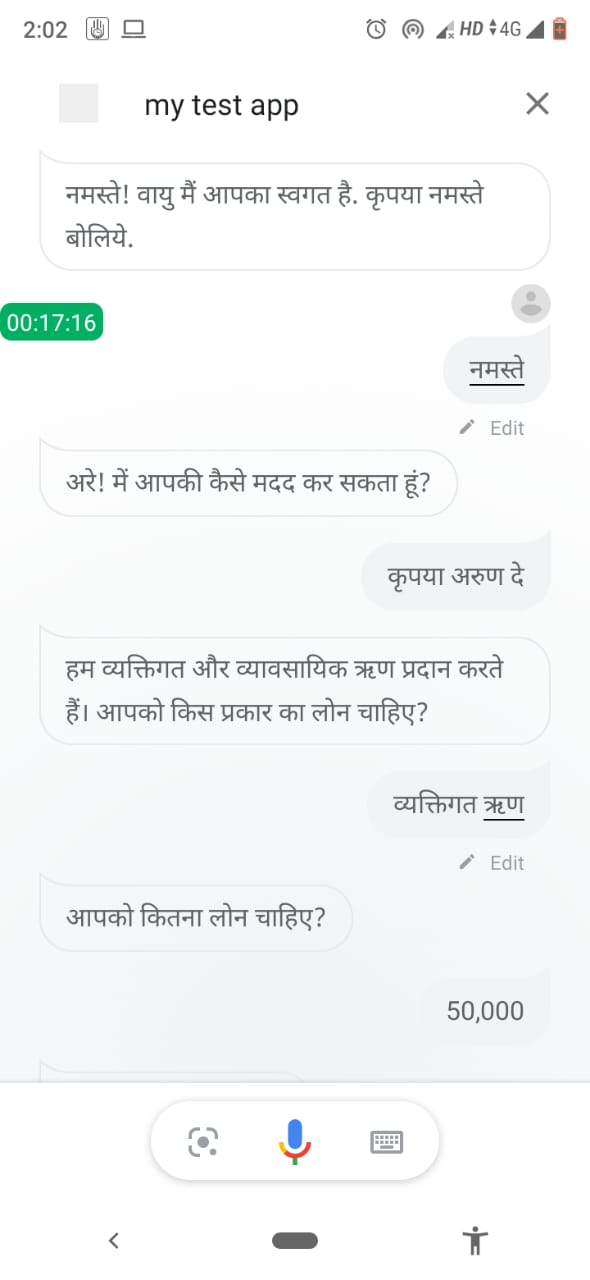 2:02 HD 4G
my test app
नमस्ते! वायु मैं आपका स्वगत है. कृपया नमस्ते
बोलिये.
00:17:16
नमस्ते
Edit
अरे! में आपकी कैसे मदद कर सकता हूं?
कृपया अरुण दे
हम व्यक्तिगत और व्यावसायिक ऋण प्रदान करते
हैं। आपको किस प्रकार का लोन चाहिए?
व्यक्तिगत ऋण
Edit
आपको कितना लोन चाहिए?
50,000